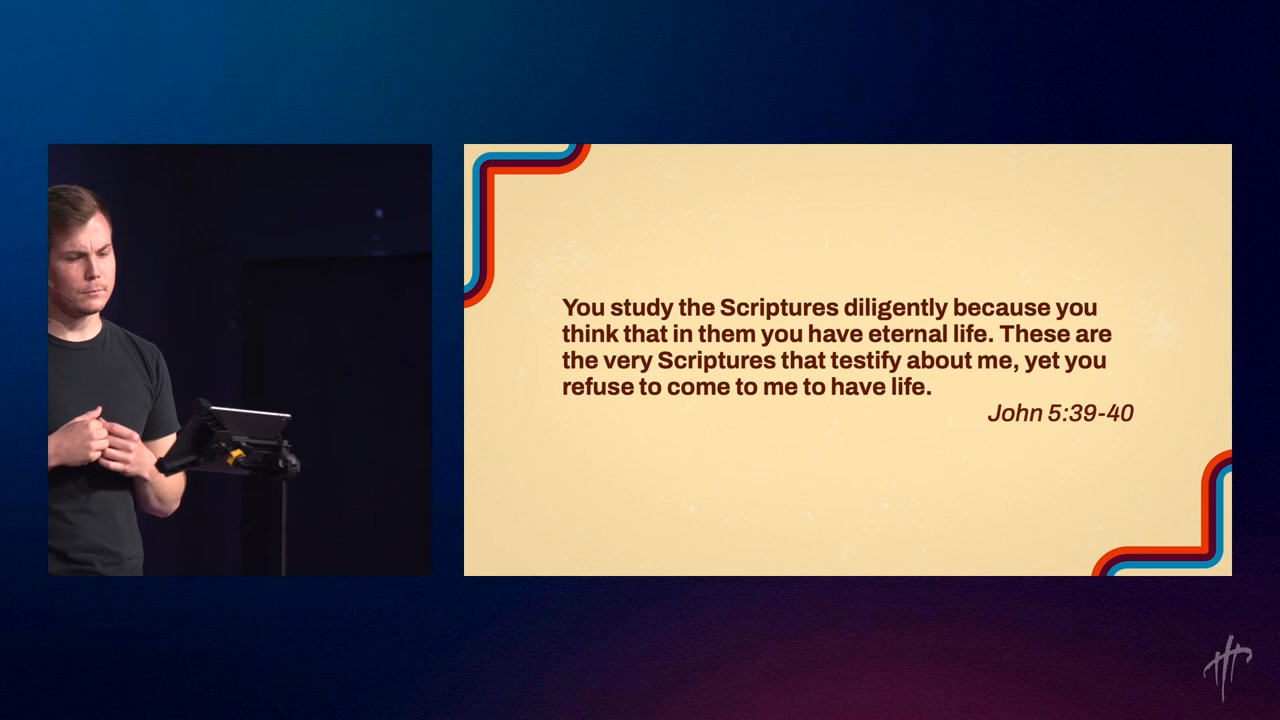 You study the Scriptures diligently because you
think that in them you have eternal life. These are
the very Scriptures that testify about me, yet you
refuse to come to me to have life.
John 5:39-40